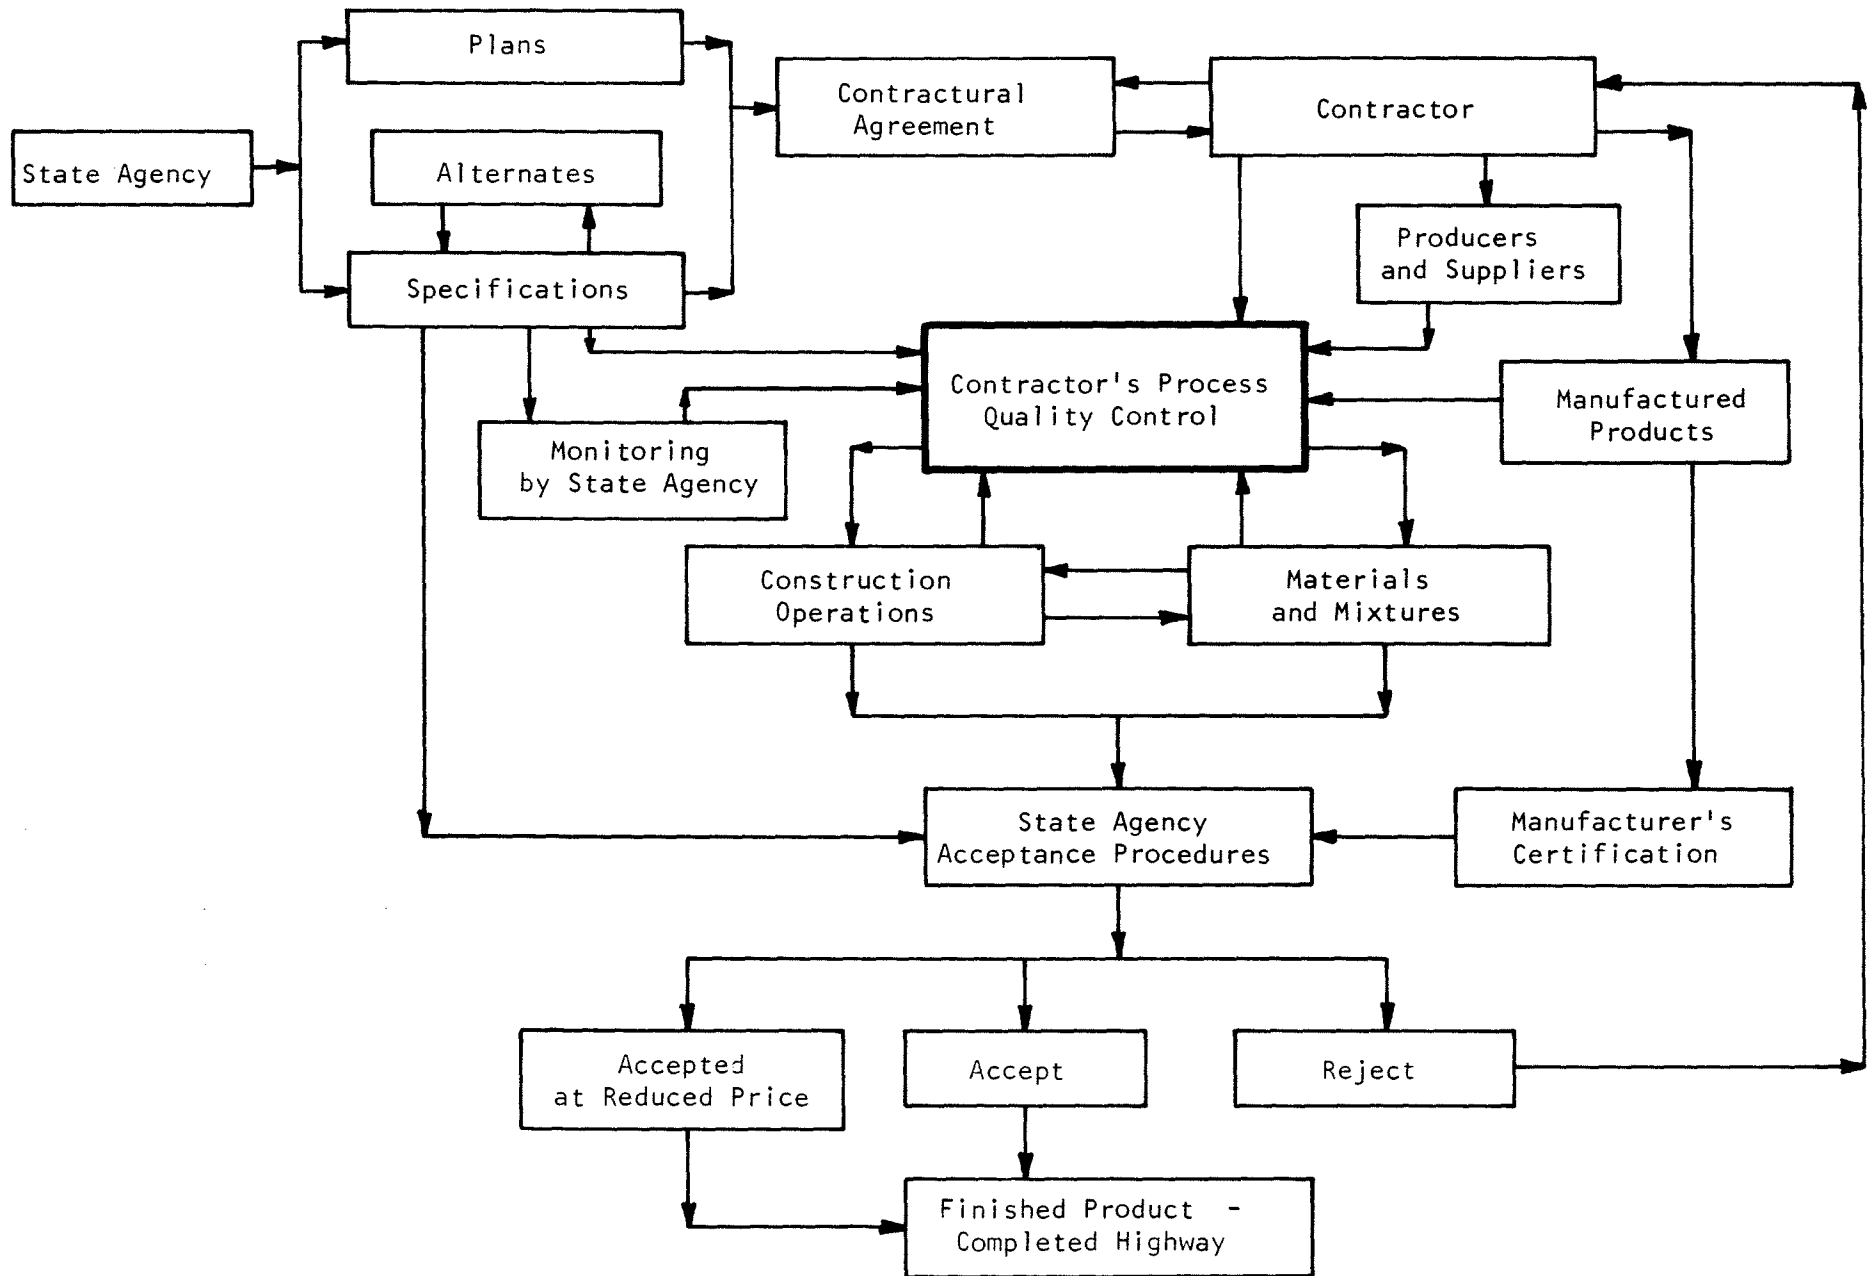 Plans
Contractural
Agreement
Contractor
State Agency
Alternates
Producers
and Suppliers
Specifications
Contractor's Process
Quality Control
Manufactured
Products
Monitoring
by State Agency
Construction
Operations
Materials
and Mixtures
State Agency
Acceptance Procedures
Manufacturer's
Certification
Accepted
at Reduced Price
Accept
Reject
Finished Product -
Completed Highway